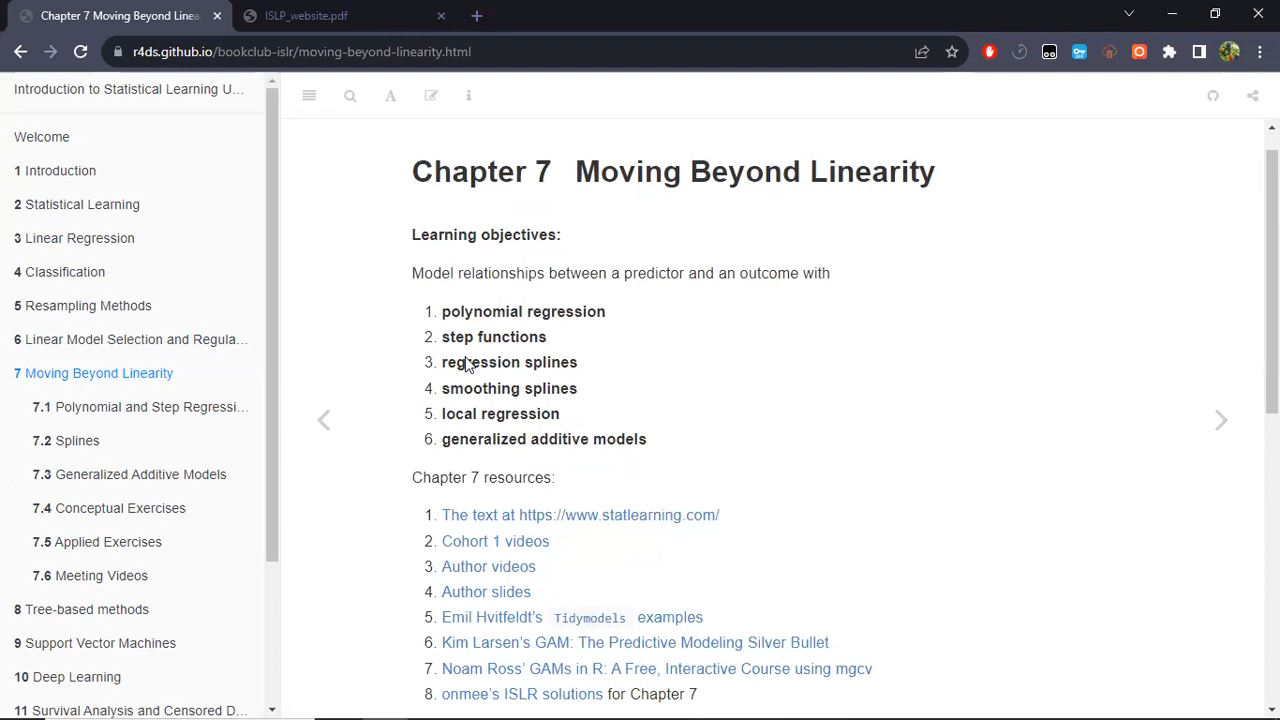 Chapter 7 Moving Beyond Linea
ISLP_website.pdf
r4ds.github.io/bookclub-islr/moving-beyond-linearity.html
Introduction to Statistical Learning U...
Welcome
1 Introduction
2 Statistical Learning
3 Linear Regression
4 Classification
5 Resampling Methods
6 Linear Model Selection and Regula...
7 Moving Beyond Linearity
7.1 Polynomial and Step Regressi...
7.2 Splines
7.3 Generalized Additive Models
7.4 Conceptual Exercises
7.5 Applied Exercises
7.6 Meeting Videos
8 Tree-based methods
9 Support Vector Machines
10 Deep Learning
11 Survival Analysis and Censored D...
Chapter 7 Moving Beyond Linearity
Learning objectives:
Model relationships between a predictor and an outcome with
1. polynomial regression
2. step functions
3. regression splines
4. smoothing splines
5. local regression
6. generalized additive models
Chapter 7 resources:
1. The text at https://www.statlearning.com/
2. Cohort 1 videos
3. Author videos
4. Author slides
5. Emil Hvitfeldt's Tidymodels examples
6. Kim Larsen's GAM: The Predictive Modeling Silver Bullet
7. Noam Ross' GAMs in R: A Free, Interactive Course using mgcv
8. onmee's ISLR solutions for Chapter 7